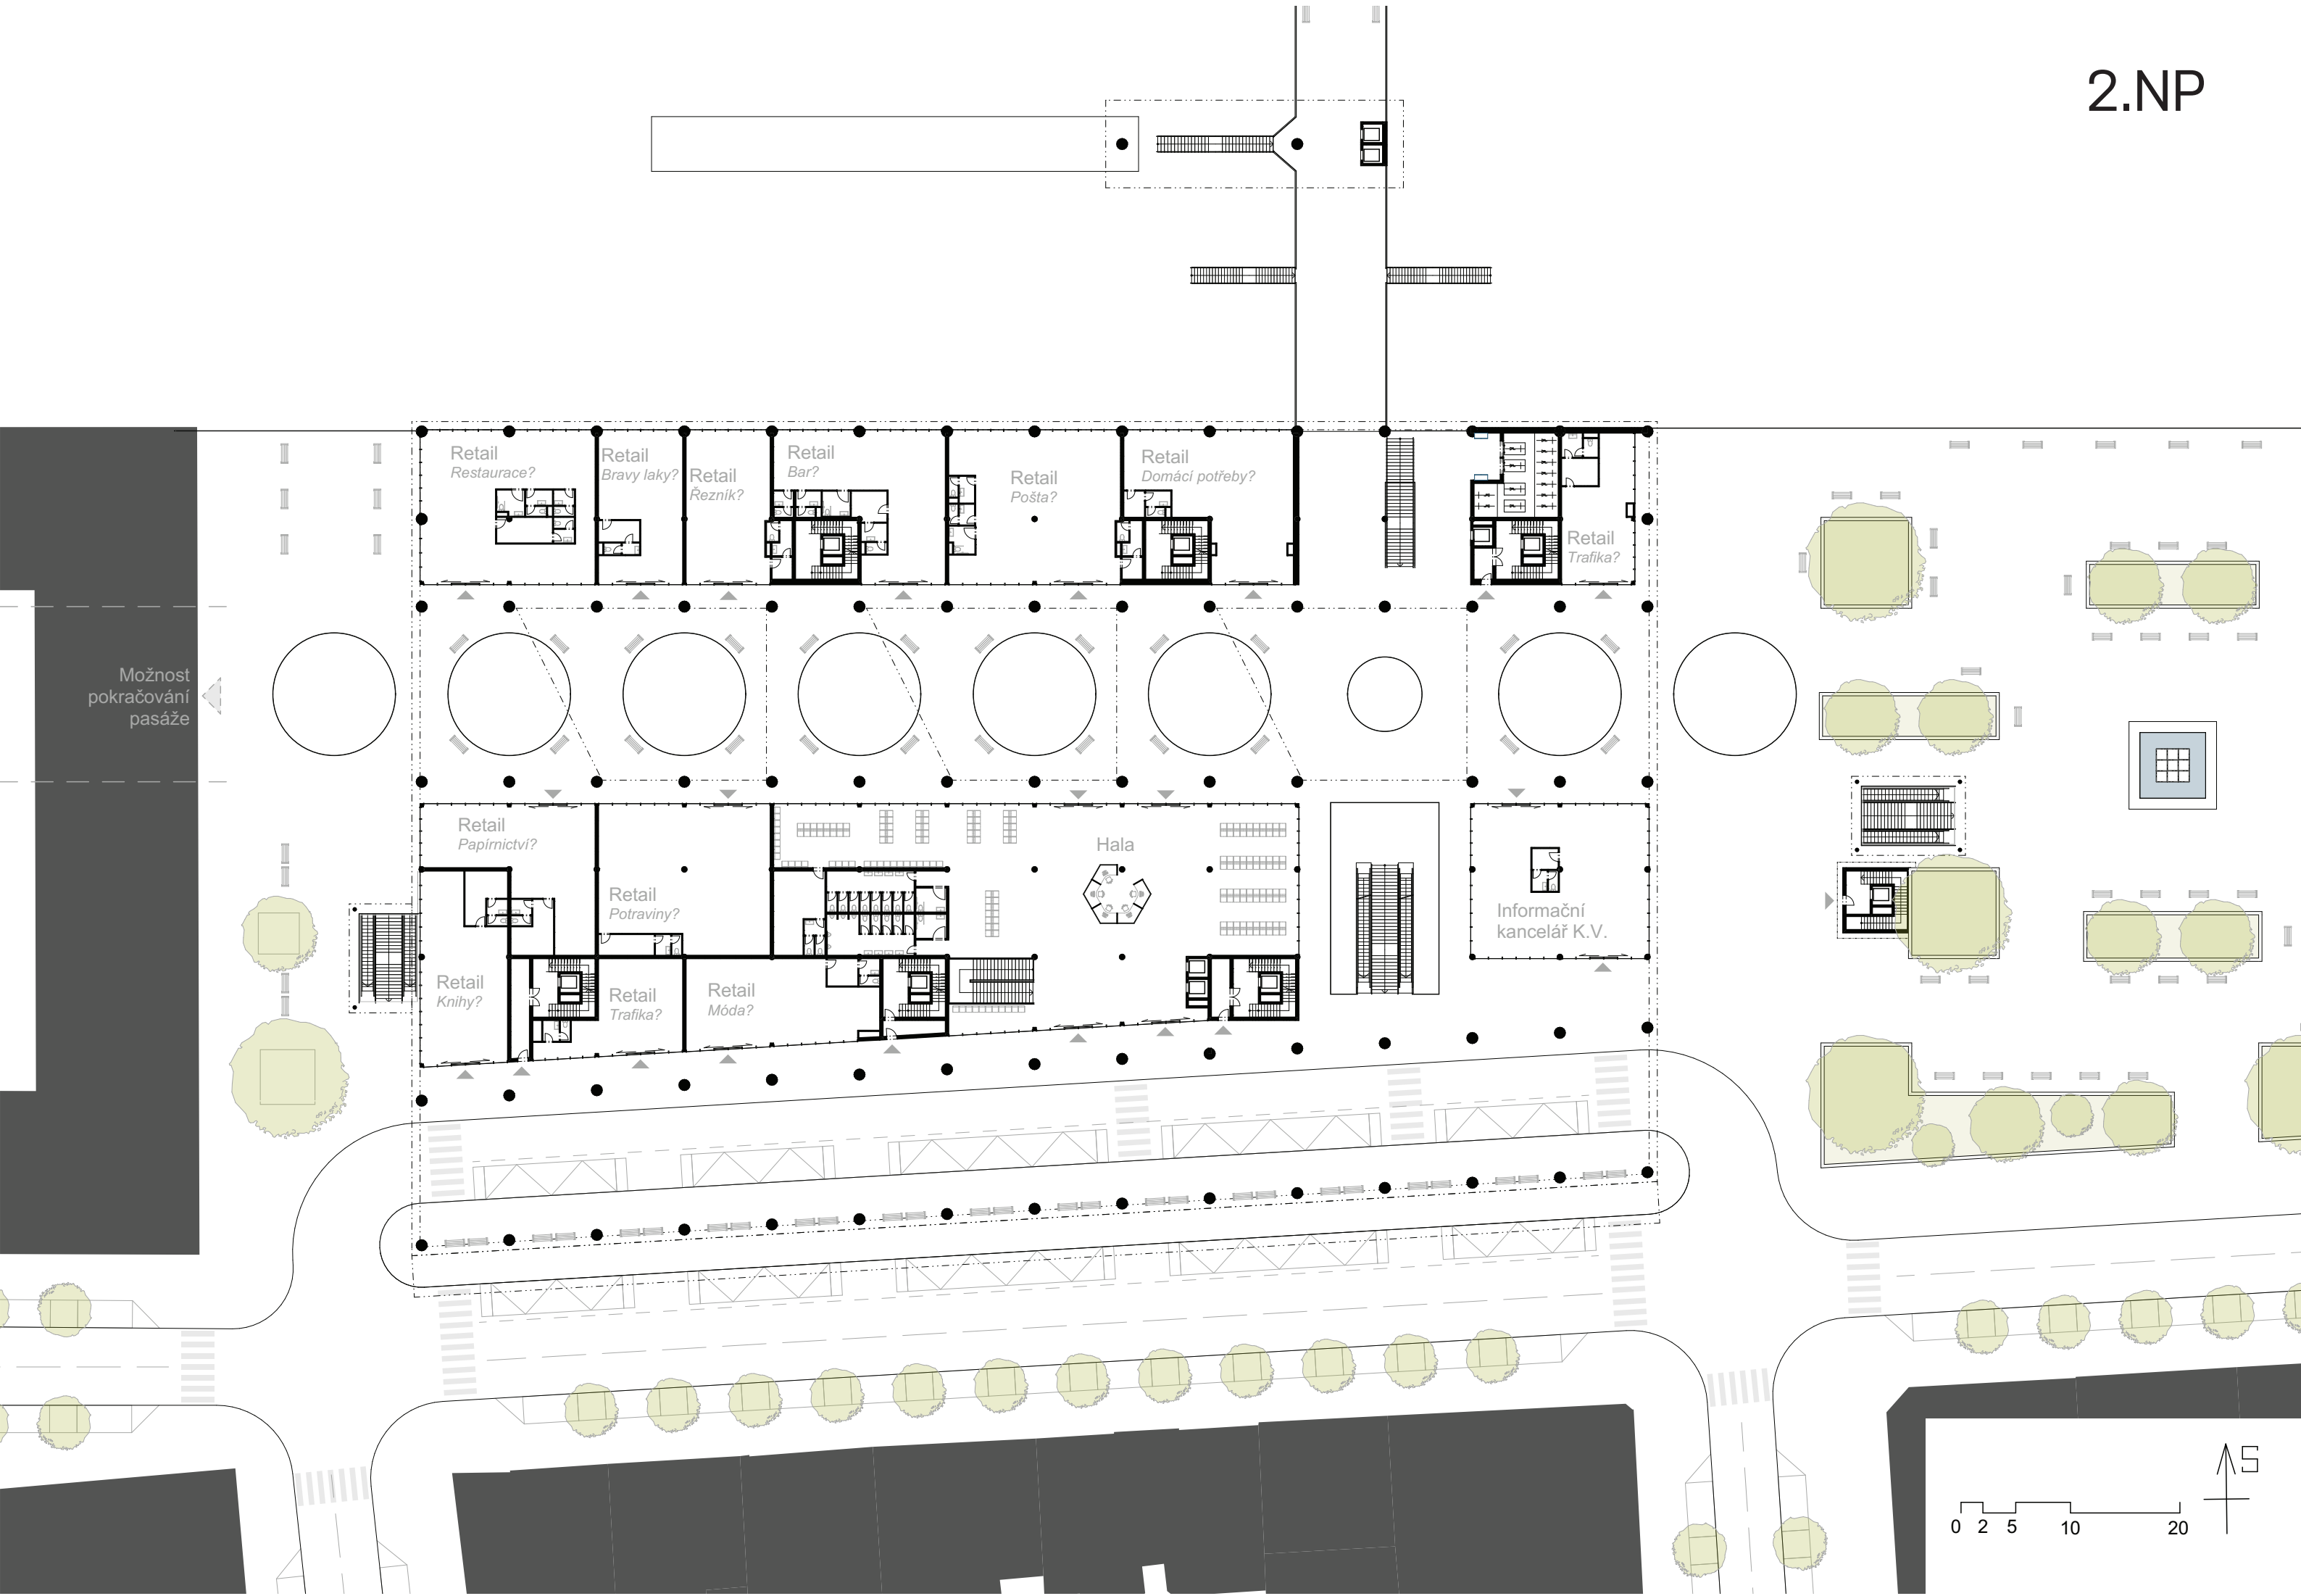 2.NP
Retail
Restaurace?
Retail
Bravy laky?
Retail
Řezník?
Retail
Bar?
Retail
Pošta?
Retail
Domácí potřeby?
Retail
Trafika?
Možnost
pokračování
pasáže
Retail
Papírnictví?
Retail
Potraviny?
Hala
Informační
kancelář K.V.
Retail
Knihy?
Retail
Trafika?
Retail
Móda?
S
0 2 5 10 20